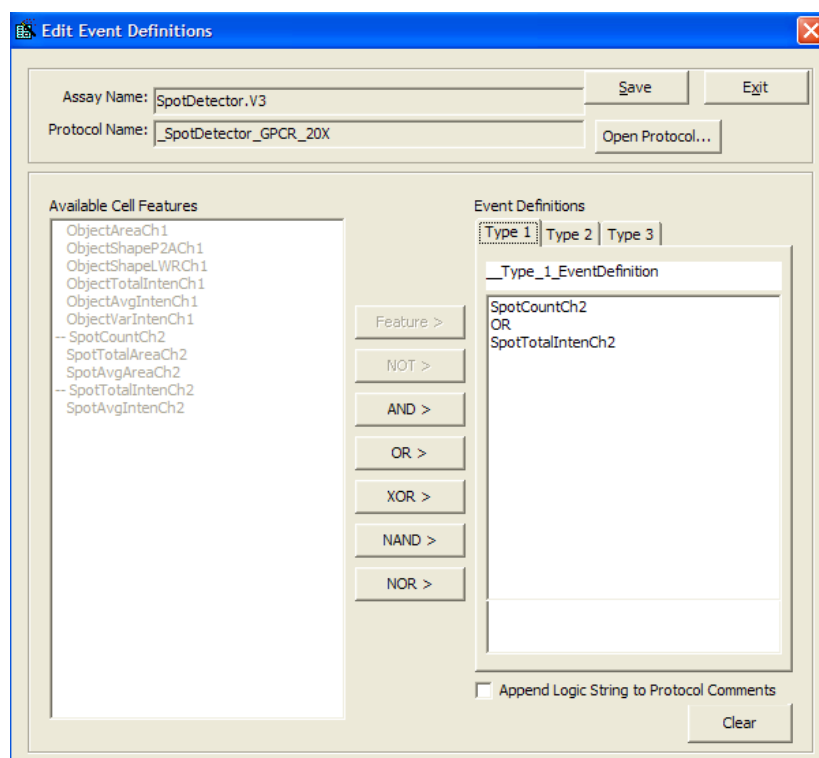 Edit Event Definitions
Assay Name: SpotDetector.V3
Save
Exit
Protocol Name: _SpotDetector_GPCR_20X
Open Protocol...
Available Cell Features
ObjectAreaCh1
ObjectShapeP2ACh1
ObjectShapeLWRCh1
ObjectTotalIntenCh1
ObjectAvgIntenCh1
ObjectVarIntenCh1
-- SpotCountCh2
SpotTotalAreaCh2
SpotAvgAreaCh2
-- SpotTotalIntenCh2
SpotAvgIntenCh2
Feature >
NOT >
AND >
OR >
XOR >
NAND >
NOR >
Event Definitions
Type 1 Type 2 Type 3
__Type_1_EventDefinition
SpotCountCh2
OR
SpotTotalIntenCh2
Append Logic String to Protocol Comments
Clear